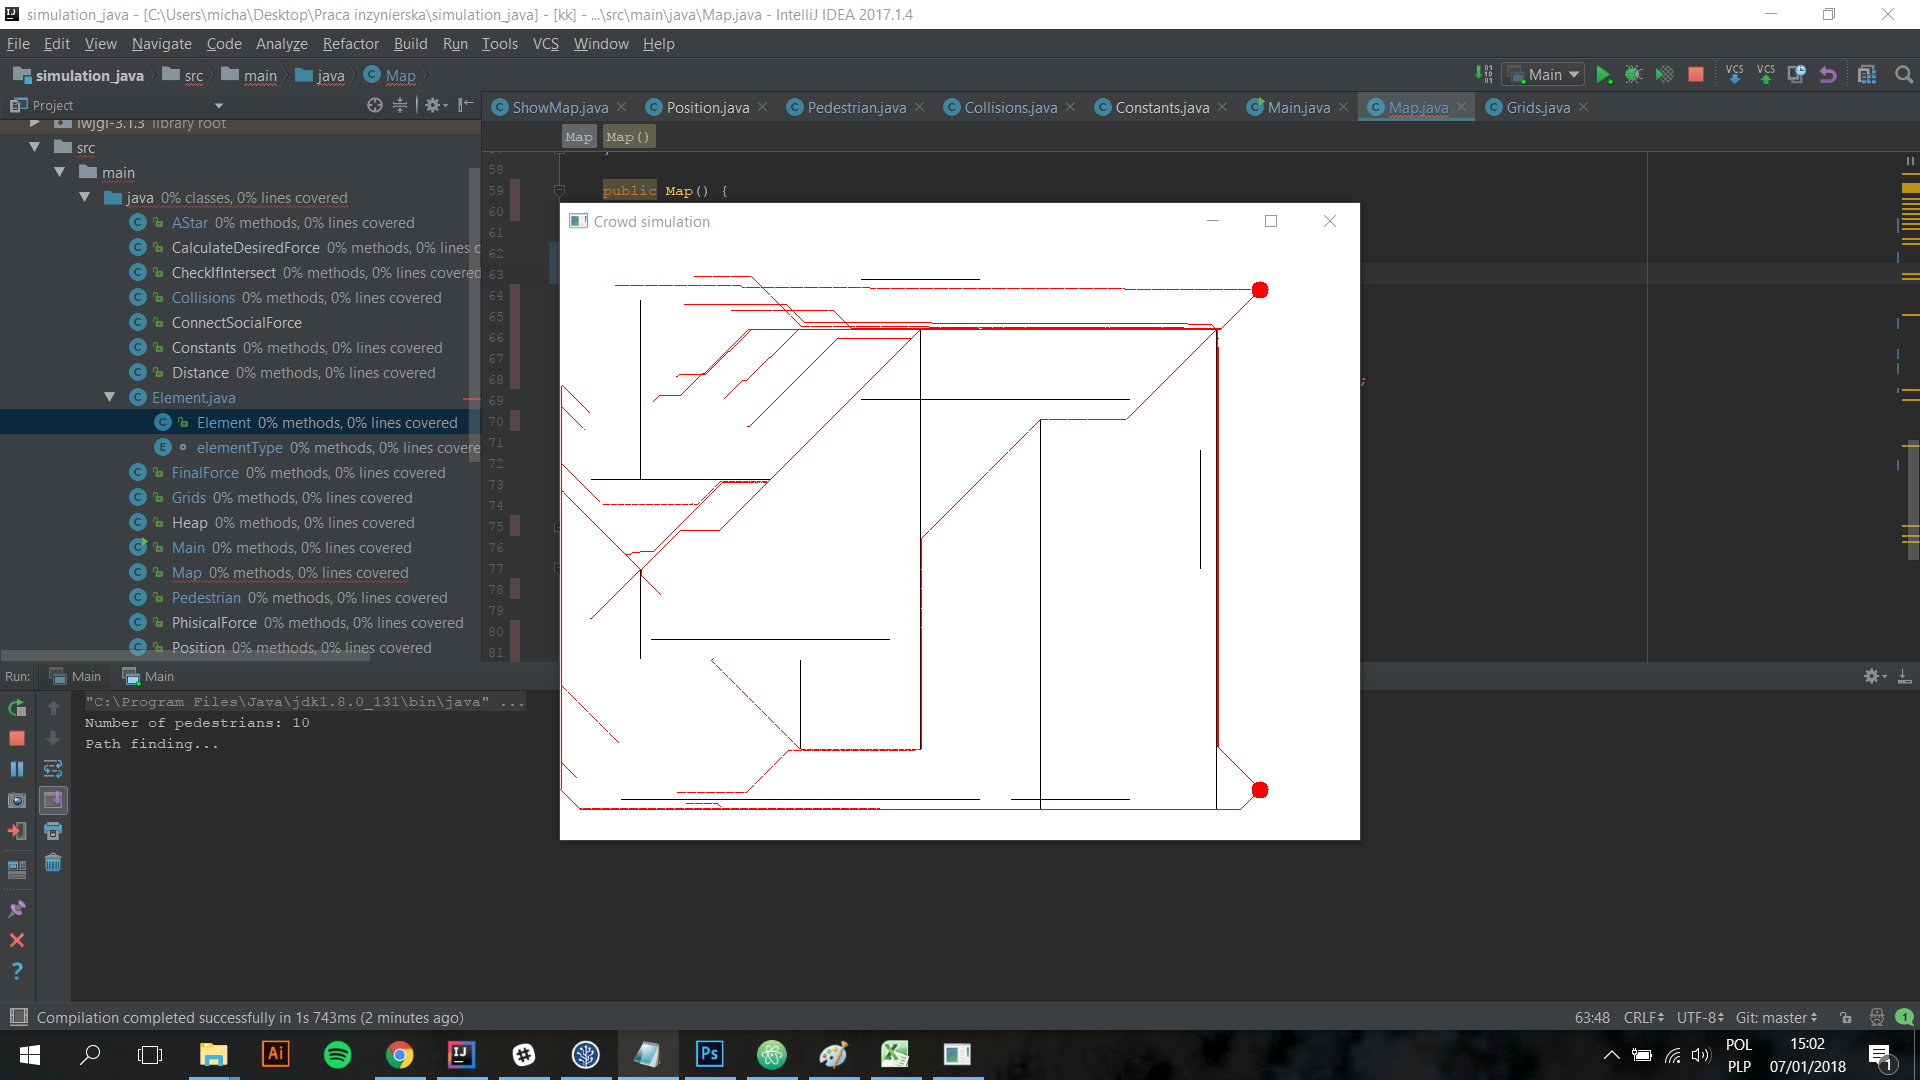 simulation_java - [C:\Users\micha\Desktop\Praca inzynierska\simulation_java] - [kk] - ...\src\main\java\Map.java - IntelliJ IDEA 2017.1.4
File Edit View Navigate Code Analyze Refactor Build Run Tools VCS Window Help
simulation_java src main java Map
Main
VCS VCS
Project
ShowMap.java Position.java Pedestrian.java Collisions.java Constants.java Main.java Map.java Grids.java
lwjgl-3.1.3 library root
Map Map()
src
main
java 0% classes, 0% lines covered
AStar 0% methods, 0% lines covered
CalculateDesiredForce 0% methods, 0% lines c
CheckIfIntersect 0% methods, 0% lines covered
Collisions 0% methods, 0% lines covered
ConnectSocialForce
Constants 0% methods, 0% lines covered
Distance 0% methods, 0% lines covered
Element.java
Element 0% methods, 0% lines covered
elementType 0% methods, 0% lines covere
FinalForce 0% methods, 0% lines covered
Grids 0% methods, 0% lines covered
Heap 0% methods, 0% lines covered
Main 0% methods, 0% lines covered
Map 0% methods, 0% lines covered
Pedestrian 0% methods, 0% lines covered
PhisicalForce 0% methods, 0% lines covered
Position 0% methods, 0% lines covered
58
59 public Map() {
60
61
62
63
64
65
66
67
68 ;
69
70
71
72
73
74
75
76
77
78
79
80
81
Crowd simulation
Run: Main Main
"C:\Program Files\Java\jdk1.8.0_131\bin\java" ...
Number of pedestrians: 10
Path finding...
Compilation completed successfully in 1s 743ms (2 minutes ago)
63:48 CRLF UTF-8 Git: master 1
POL
PLP
15:02
07/01/2018
1